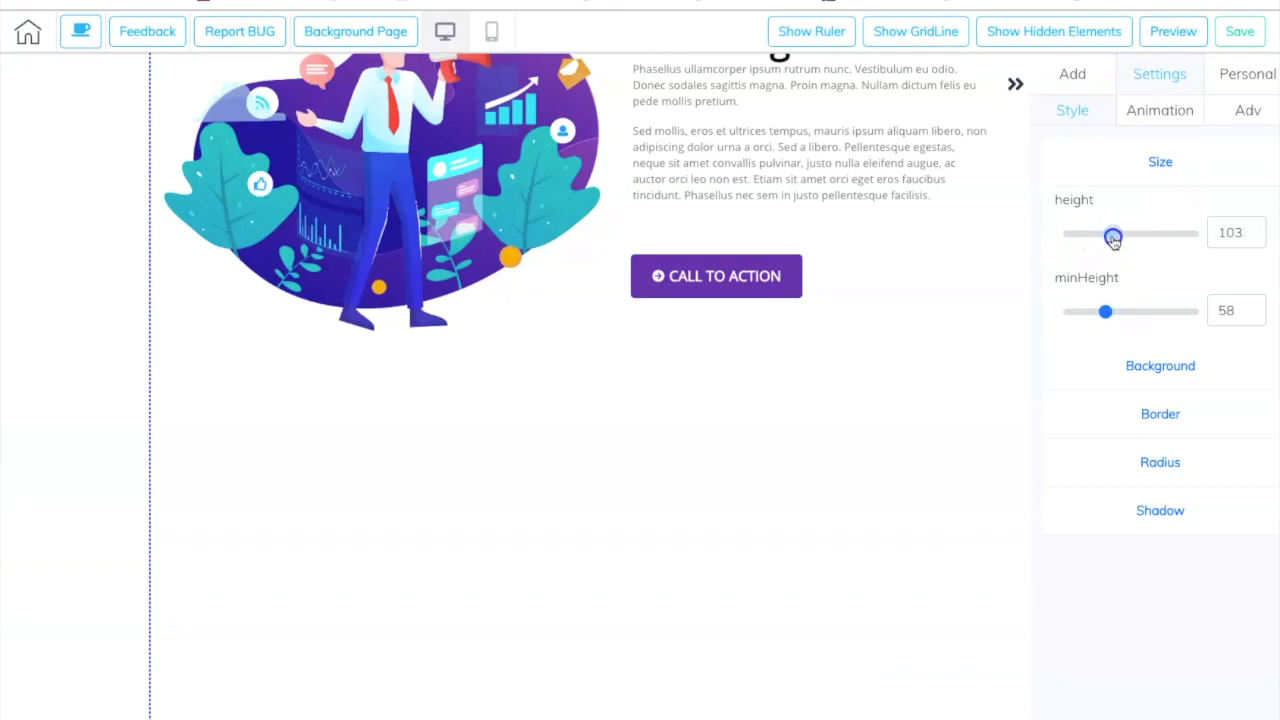 Feedback
Report BUG
Background Page
Show Ruler
Show GridLine
Show Hidden Elements
Preview
Save
Phasellus ullamcorper ipsum rutrum nunc. Vestibulum eu odio.
Donec sodales sagittis magna. Proin magna. Nullam dictum felis eu
pede mollis pretium.
Sed mollis, eros et ultrices tempus, mauris ipsum aliquam libero, non
adipiscing dolor urna a orci. Sed a libero. Pellentesque egestas,
neque sit amet convallis pulvinar, justo nulla eleifend augue, ac
auctor orci leo non est. Etiam sit amet orci eget eros faucibus
tincidunt. Phasellus nec sem in justo pellentesque facilisis.
CALL TO ACTION
Add
Settings
Personal
Style
Animation
Adv
Size
height
103
minHeight
58
Background
Border
Radius
Shadow